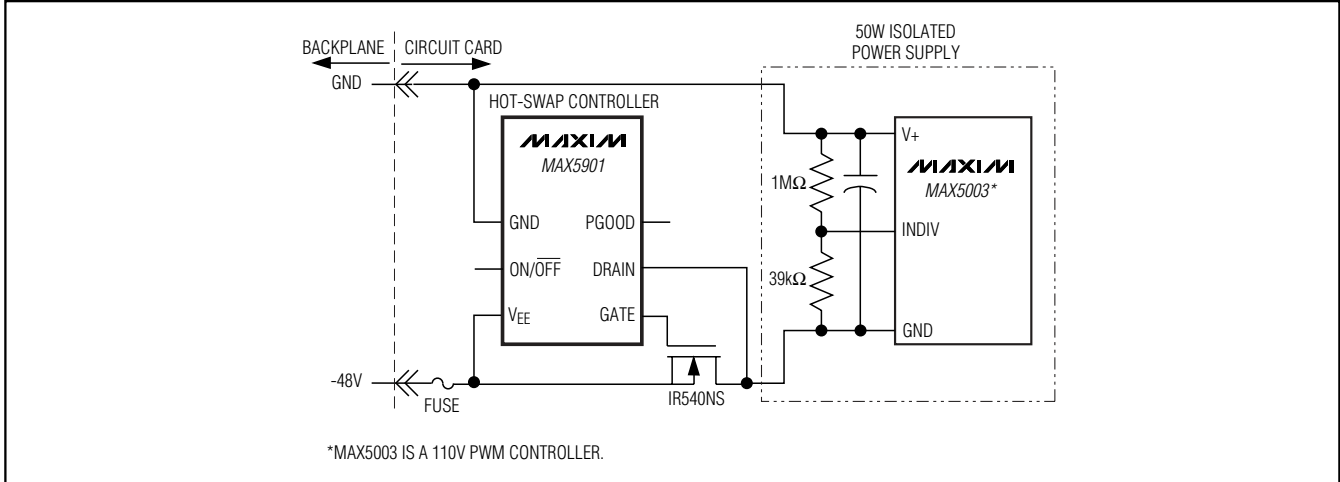 50W ISOLATED
POWER SUPPLY
BACKPLANE CIRCUIT CARD
GND
HOT-SWAP CONTROLLER
MAXIM
MAX5901
GND PGOOD
ON/OFF DRAIN
VEE GATE
V+
MAXIM
MAX5003*
1MΩ
INDIV
39kΩ
GND
-48V
FUSE
IR540NS
*MAX5003 IS A 110V PWM CONTROLLER.